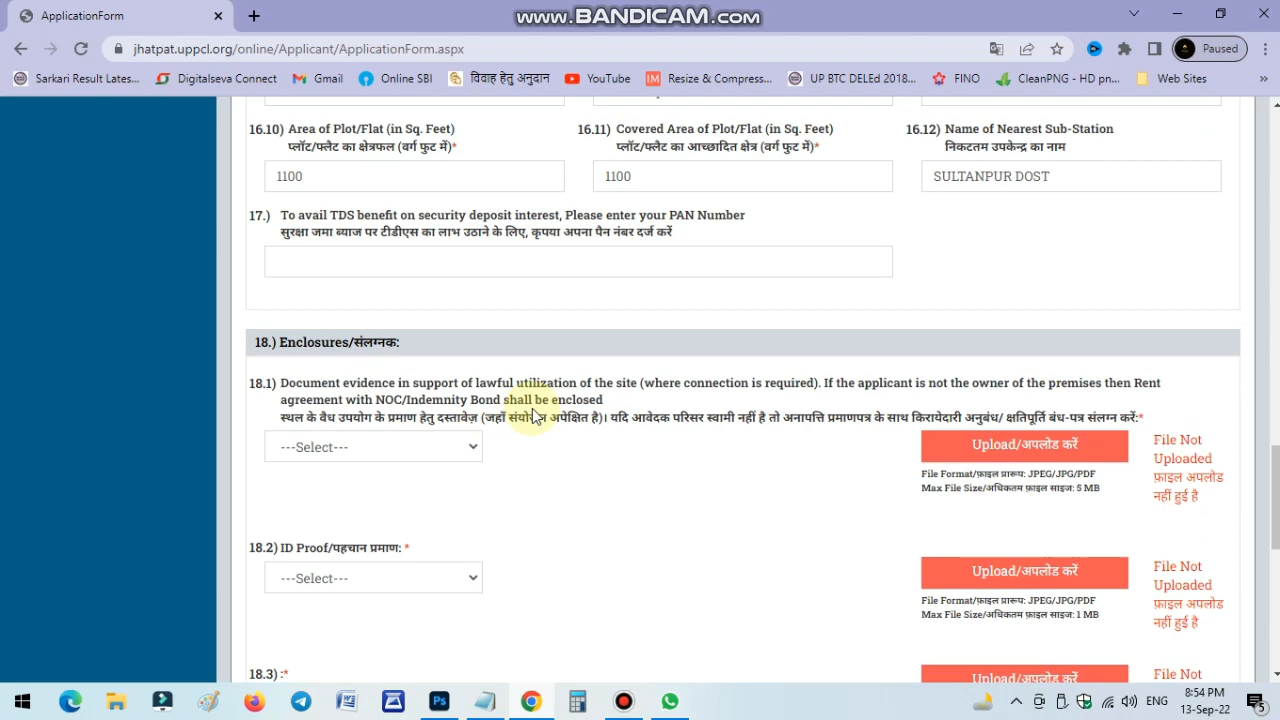 ApplicationForm
www.BANDICAM.com
jhatpat.uppcl.org/online/Applicant/ApplicationForm.aspx
Paused
Sarkari Result Lates...
Digitalseva Connect
Gmail
Online SBI
विवाह हेतु अनुदान
YouTube
Resize & Compress...
UP BTC DELEd 2018...
FINO
CleanPNG - HD pn...
Web Sites
16.10) Area of Plot/Flat (in Sq. Feet)
प्लॉट/फ्लैट का क्षेत्रफल (वर्ग फुट में)*
1100
16.11) Covered Area of Plot/Flat (in Sq. Feet)
प्लॉट/फ्लैट का आच्छादित क्षेत्र (वर्ग फुट में)*
1100
16.12) Name of Nearest Sub-Station
निकटतम उपकेन्द्र का नाम
SULTANPUR DOST
17.) To avail TDS benefit on security deposit interest, Please enter your PAN Number
सुरक्षा जमा ब्याज पर टीडीएस का लाभ उठाने के लिए, कृपया अपना पैन नंबर दर्ज करें
18.) Enclosures/संलग्नक:
18.1) Document evidence in support of lawful utilization of the site (where connection is required). If the applicant is not the owner of the premises then Rent
agreement with NOC/Indemnity Bond shall be enclosed
स्थल के वैध उपयोग के प्रमाण हेतु दस्तावेज़ (जहाँ संयोजन अपेक्षित है)। यदि आवेदक परिसर स्वामी नहीं है तो अनापत्ति प्रमाणपत्र के साथ किरायेदारी अनुबंध/ क्षतिपूर्ति बंध-पत्र संलग्न करें:*
---Select---
Upload/अपलोड करें
File Format/फ़ाइल प्रारूप: JPEG/JPG/PDF
Max File Size/अधिकतम फ़ाइल साइज: 5 MB
File Not
Uploaded
फ़ाइल अपलोड
नहीं हुई है
18.2) ID Proof/पहचान प्रमाण: *
---Select---
Upload/अपलोड करें
File Format/फ़ाइल प्रारूप: JPEG/JPG/PDF
Max File Size/अधिकतम फ़ाइल साइज: 1 MB
File Not
Uploaded
फ़ाइल अपलोड
नहीं हुई है
18.3) :*
Upload/अपलोड करें
File Not
ENG
8:54 PM
13-Sep-22
5